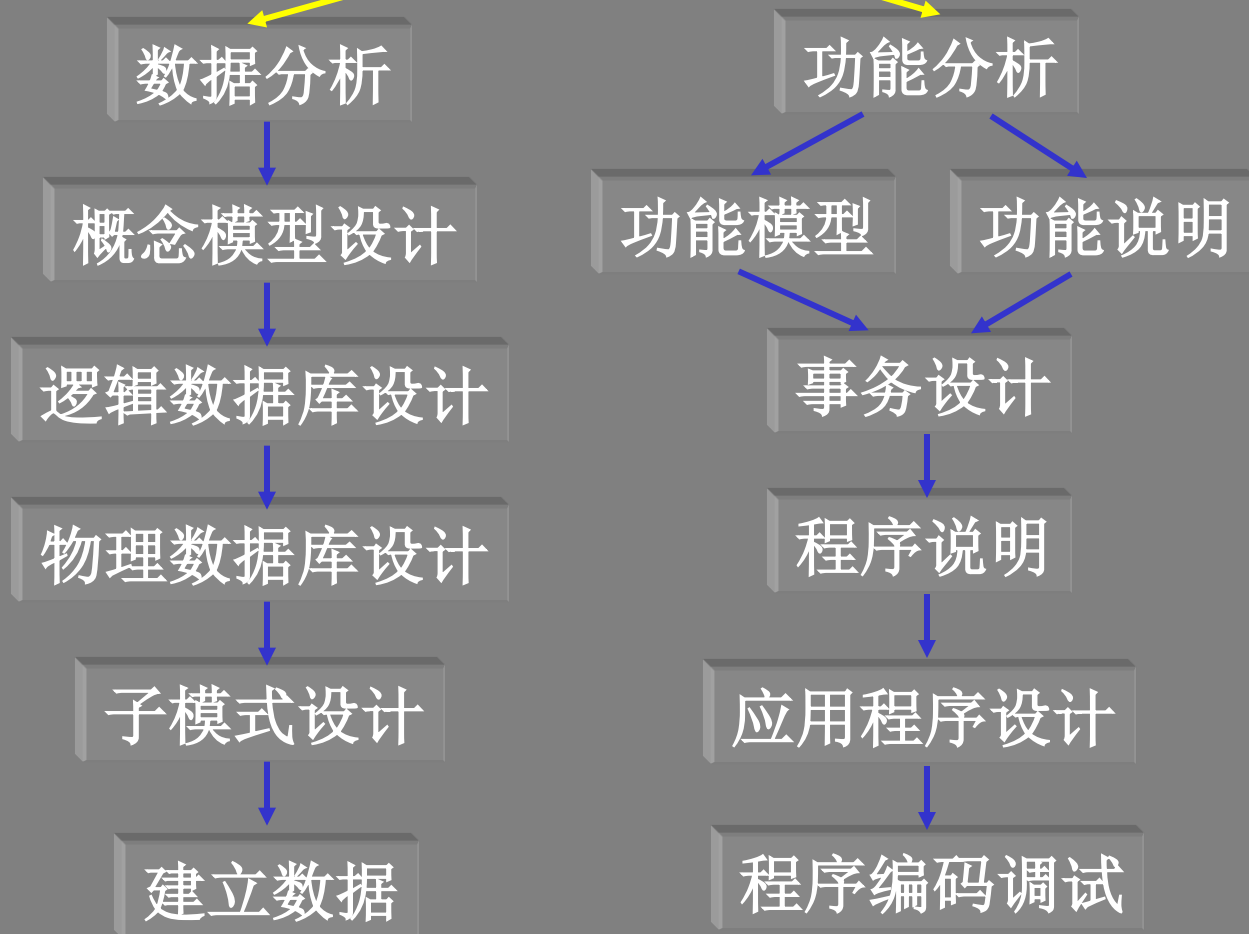 数据分析
概念模型设计
逻辑数据库设计
物理数据库设计
子模式设计
建立数据
功能分析
功能模型
功能说明
事务设计
程序说明
应用程序设计
程序编码调试